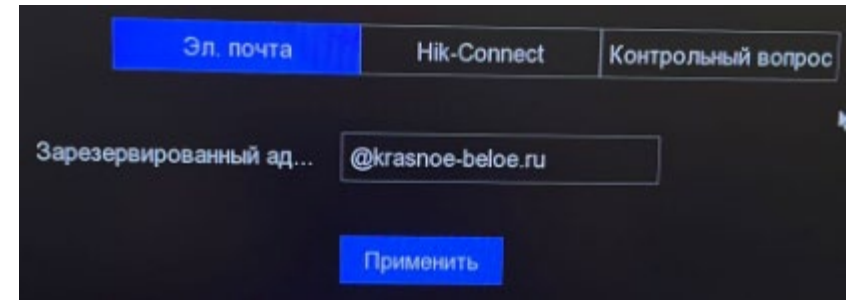 Эл. почта Hik-Connect Контрольный вопрос
Зарезервированный ад... @krasnoe-beloe.ru
Применить